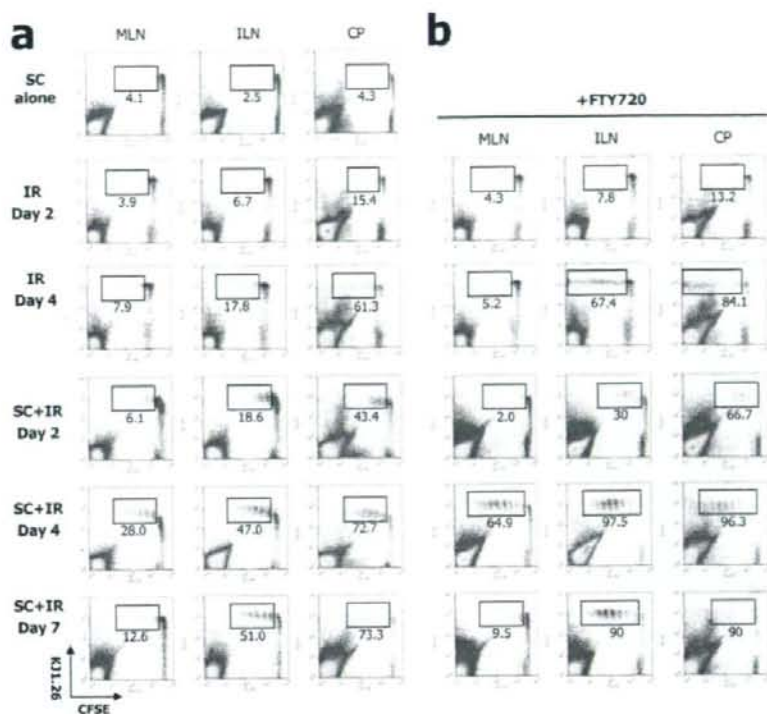 a
b
MLN ILN CP
SC alone
4.1 2.5 4.3
+FTY720
MLN ILN CP
IR Day 2
3.9 6.7 15.4
4.3 7.8 13.2
IR Day 4
7.9 17.8 61.3
5.2 67.4 84.1
SC+IR Day 2
6.1 18.6 43.4
2.0 30 66.7
SC+IR Day 4
28.0 47.0 72.7
64.9 97.5 96.3
SC+IR Day 7
12.6 51.0 73.3
9.5 90 90
KJ1.26
CFSE